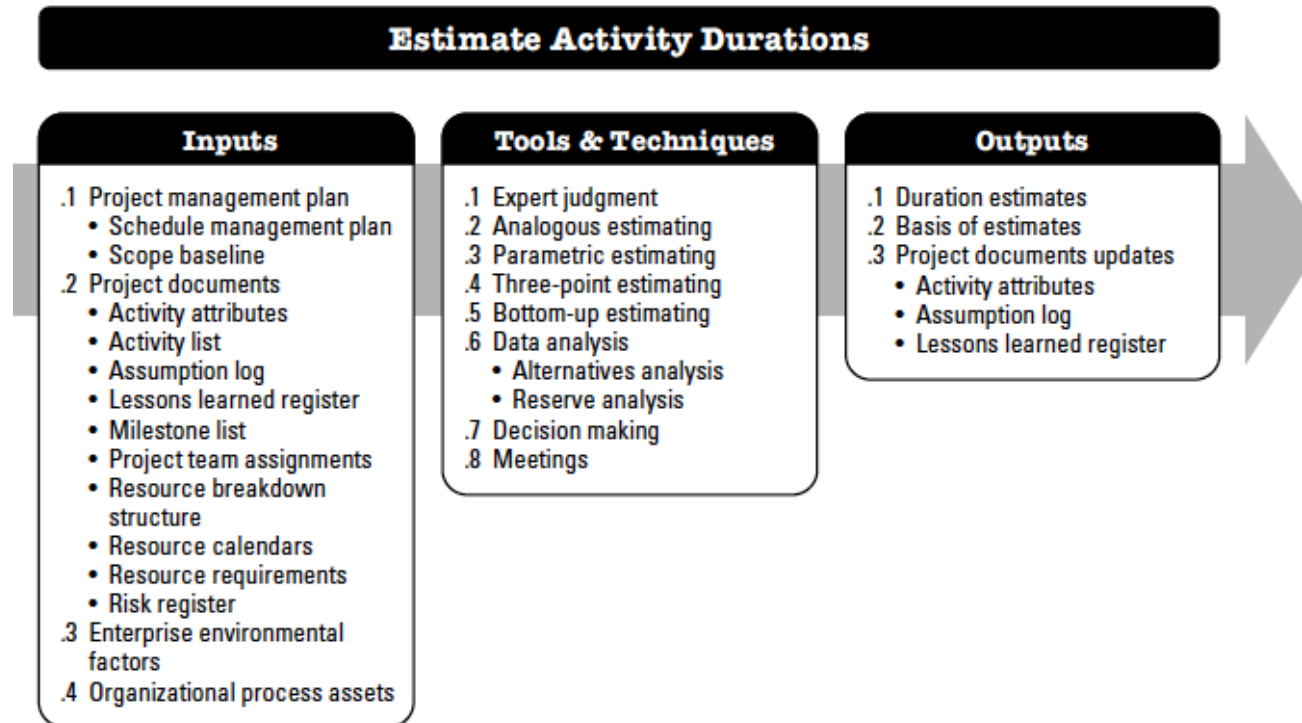 Estimate Activity Durations
Inputs
.1 Project management plan
• Schedule management plan
• Scope baseline
.2 Project documents
• Activity attributes
• Activity list
• Assumption log
• Lessons learned register
• Milestone list
• Project team assignments
• Resource breakdown
structure
• Resource calendars
• Resource requirements
• Risk register
.3 Enterprise environmental
factors
.4 Organizational process assets
Tools & Techniques
.1 Expert judgment
.2 Analogous estimating
.3 Parametric estimating
.4 Three-point estimating
.5 Bottom-up estimating
.6 Data analysis
• Alternatives analysis
• Reserve analysis
.7 Decision making
.8 Meetings
Outputs
.1 Duration estimates
.2 Basis of estimates
.3 Project documents updates
• Activity attributes
• Assumption log
• Lessons learned register